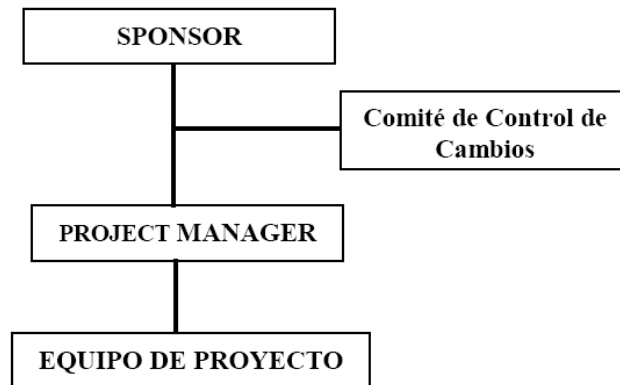 SPONSOR
Comité de Control de
Cambios
PROJECT MANAGER
EQUIPO DE PROYECTO